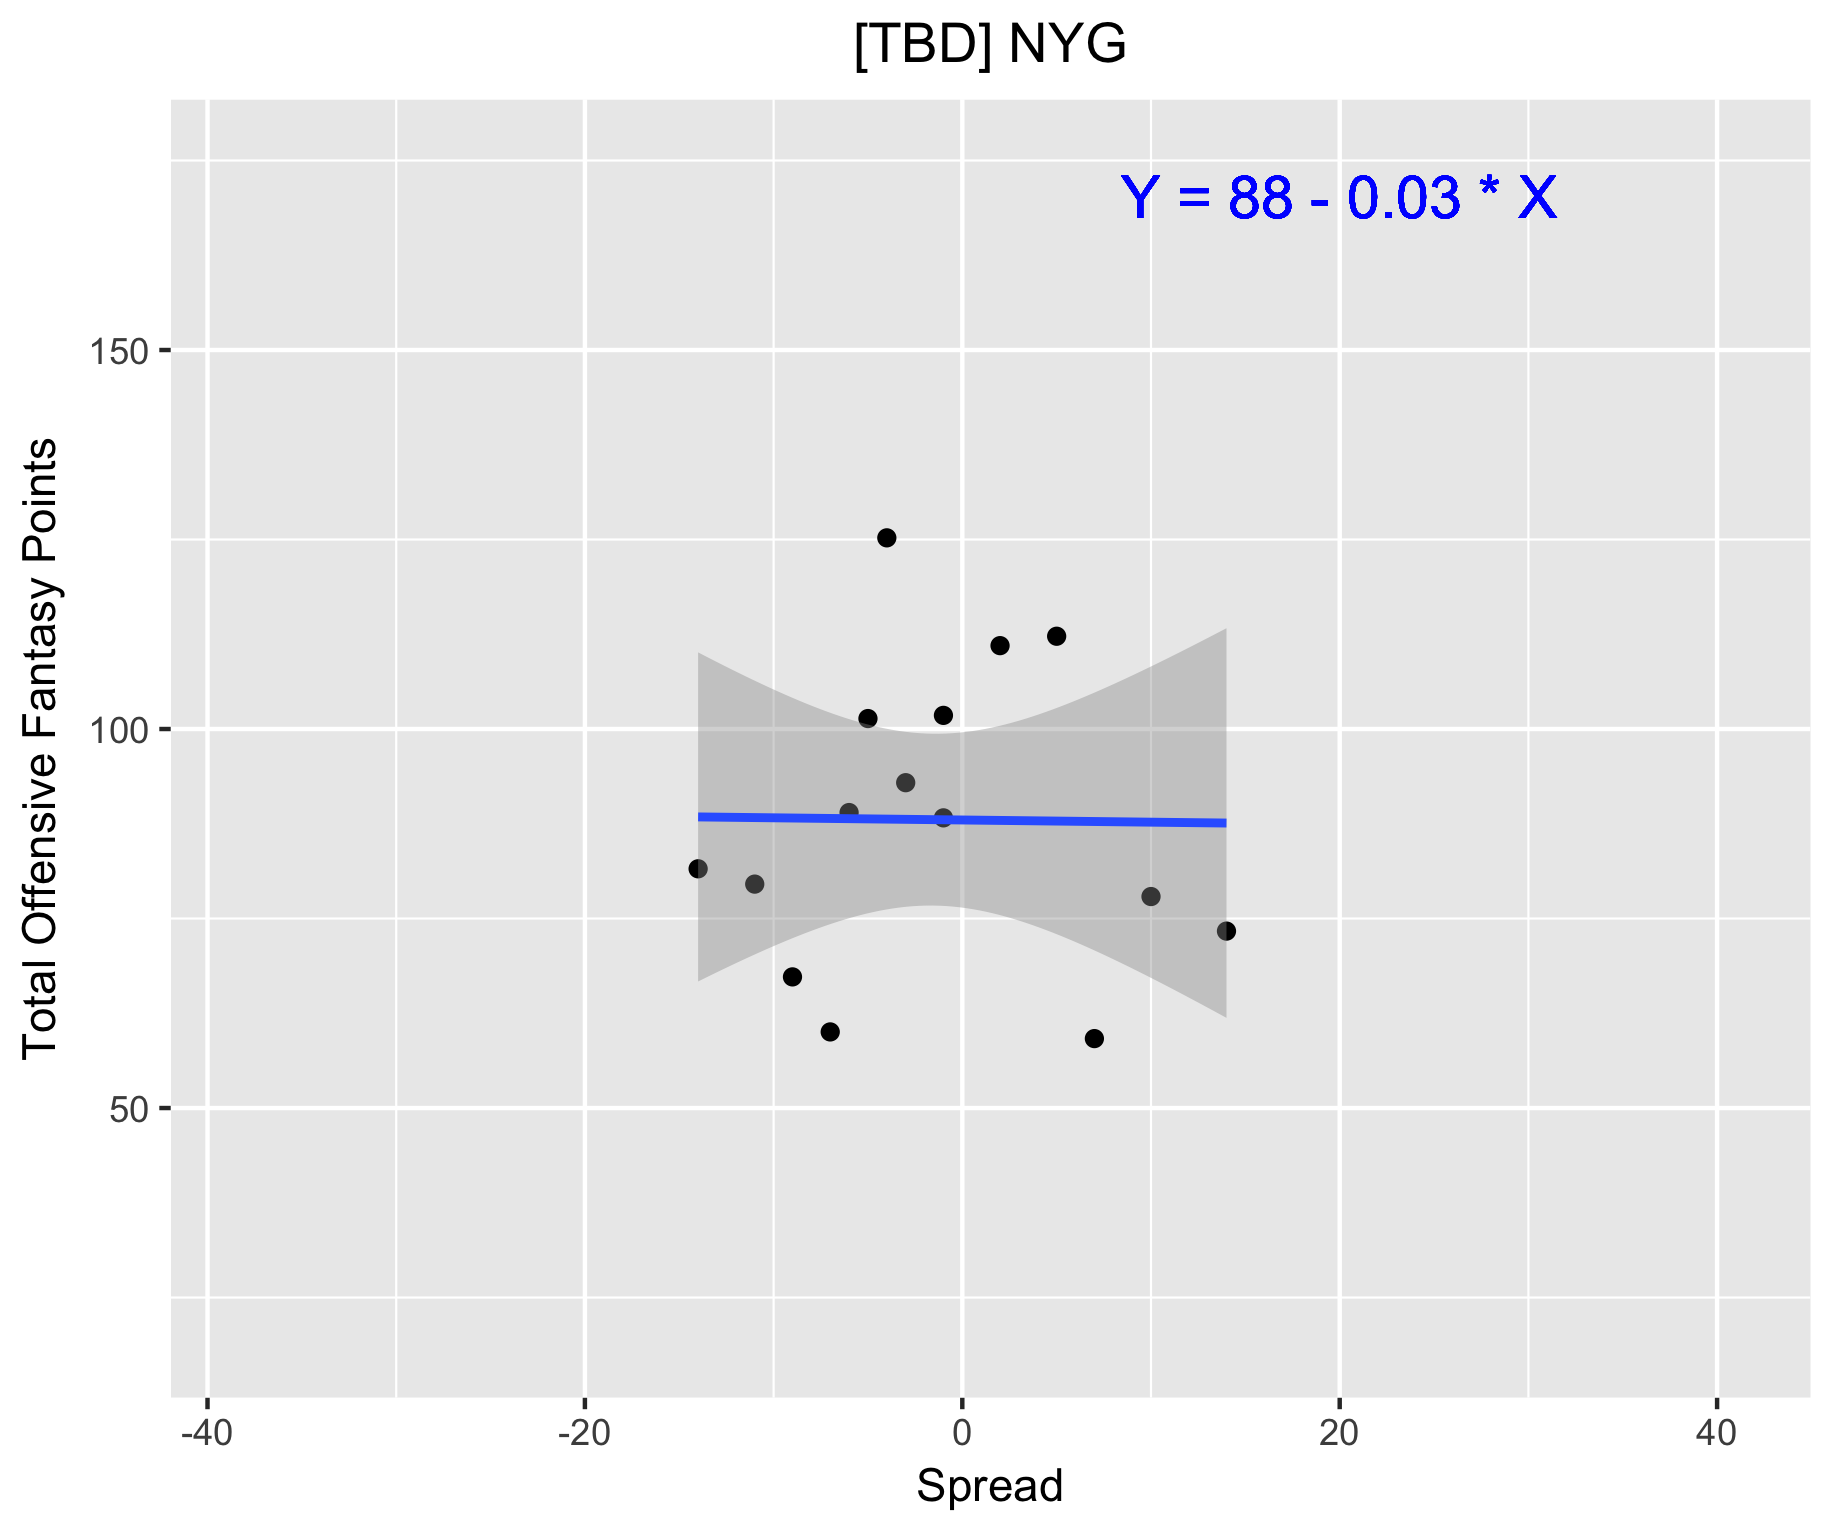 [TBD] NYG
Y = 88 - 0.03 * X
Total Offensive Fantasy Points
150
100
50
-40
-20
0
20
40
Spread